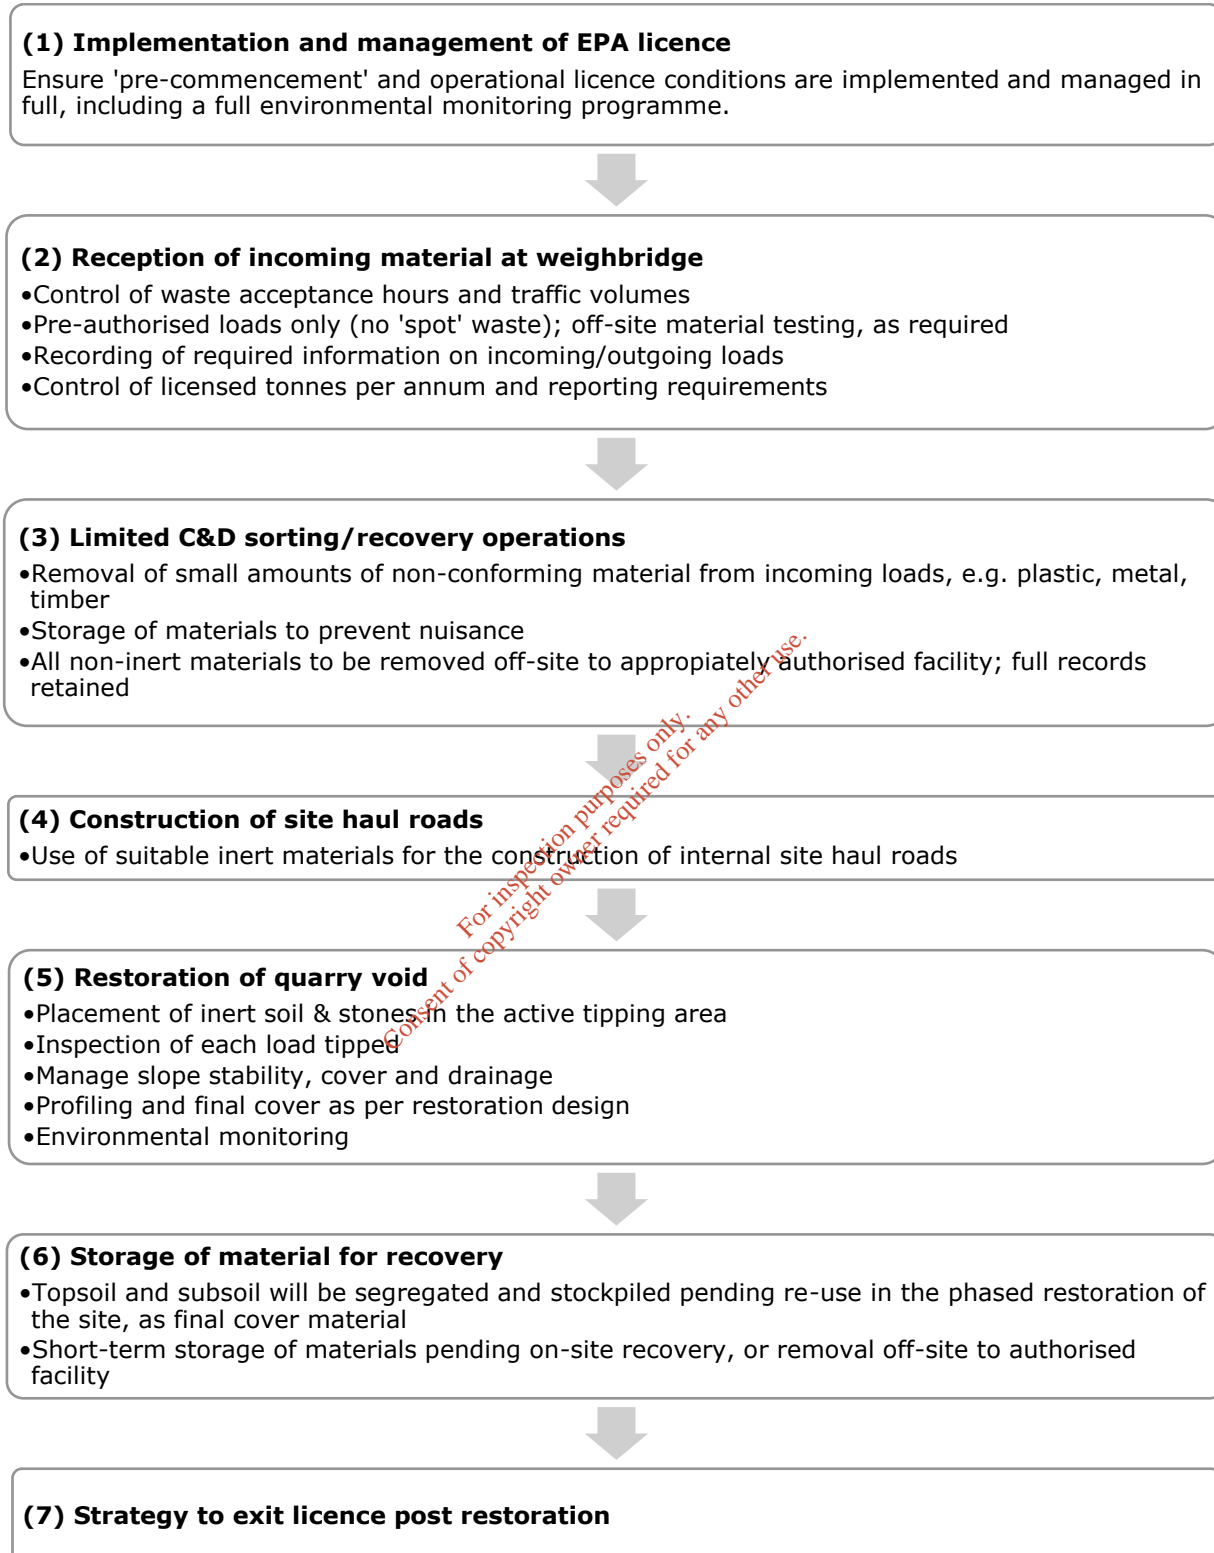 (1) Implementation and management of EPA licence
Ensure 'pre-commencement' and operational licence conditions are implemented and managed in
full, including a full environmental monitoring programme.
(2) Reception of incoming material at weighbridge
•Control of waste acceptance hours and traffic volumes
•Pre-authorised loads only (no 'spot' waste); off-site material testing, as required
•Recording of required information on incoming/outgoing loads
•Control of licensed tonnes per annum and reporting requirements
(3) Limited C&D sorting/recovery operations
•Removal of small amounts of non-conforming material from incoming loads, e.g. plastic, metal,
timber
•Storage of materials to prevent nuisance
•All non-inert materials to be removed off-site to appropiately authorised facility; full records
retained
(4) Construction of site haul roads
•Use of suitable inert materials for the construction of internal site haul roads
(5) Restoration of quarry void
•Placement of inert soil & stones in the active tipping area
•Inspection of each load tipped
•Manage slope stability, cover and drainage
•Profiling and final cover as per restoration design
•Environmental monitoring
(6) Storage of material for recovery
•Topsoil and subsoil will be segregated and stockpiled pending re-use in the phased restoration of
the site, as final cover material
•Short-term storage of materials pending on-site recovery, or removal off-site to authorised
facility
(7) Strategy to exit licence post restoration
For inspection purposes only.
Consent of copyright owner required for any other use.